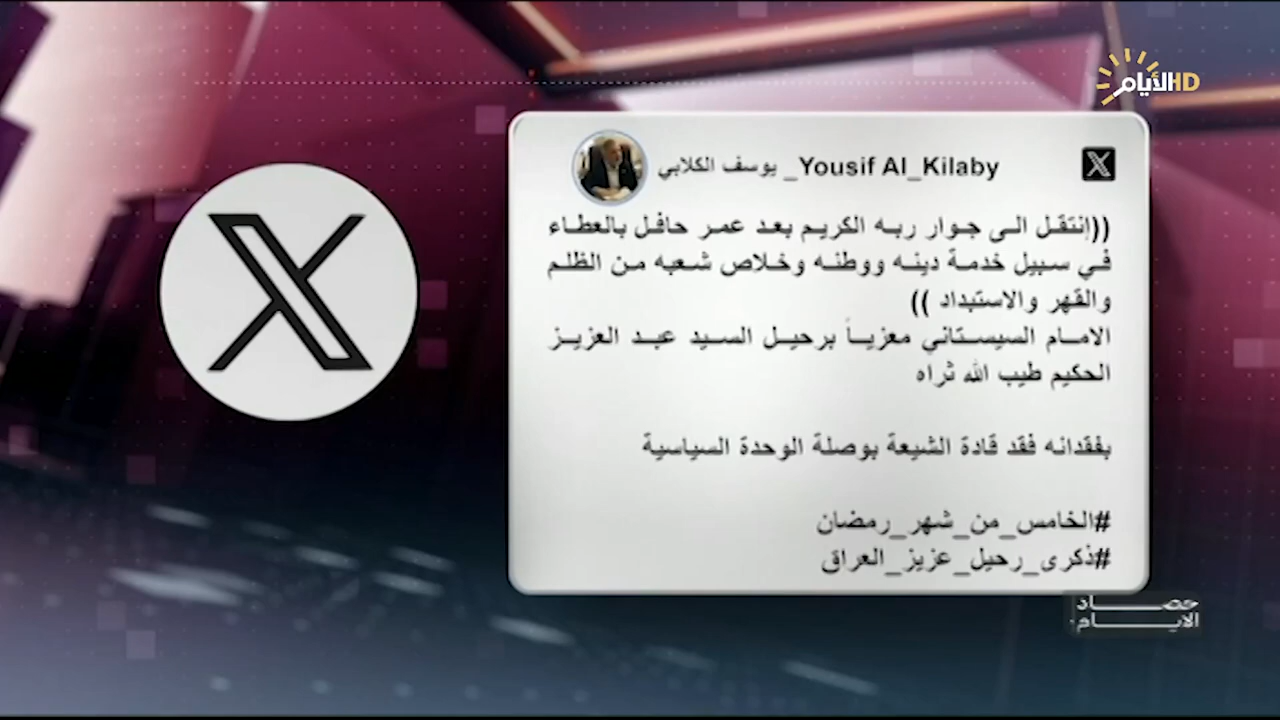 الأيام HD
يوسف الكلابي _Yousif Al_Kilaby
((إنتقل الى جوار ربه الكريم بعد عمر حافل بالعطاء
في سبيل خدمة دينه ووطنه وخلاص شعبه من الظلم
والقهر والاستبداد ))
الامام السيستاني معزياً برحيل السيد عبد العزيز
الحكيم طيب الله ثراه
بفقدانه فقد قادة الشيعة بوصلة الوحدة السياسية
#الخامس_من_شهر_رمضان
#ذكرى_رحيل_عزيز_العراق
حصاد
الايام